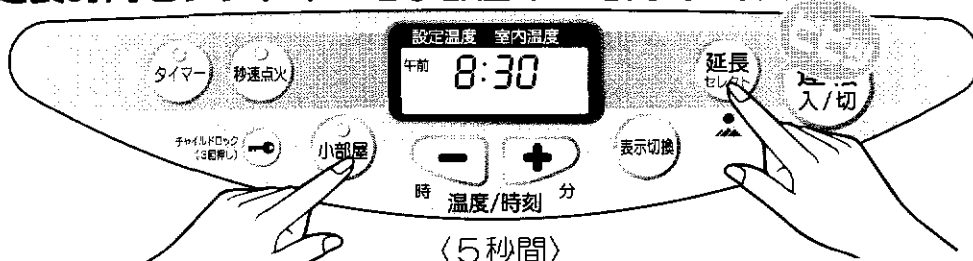 設定温度 室内温度
午前 8:30
タイマー 秒速点火
延長
セレクト
入/切
チャイルドロック
(3回押し)
小部屋
− +
表示切換
時 温度/時刻 分
〈5秒間〉